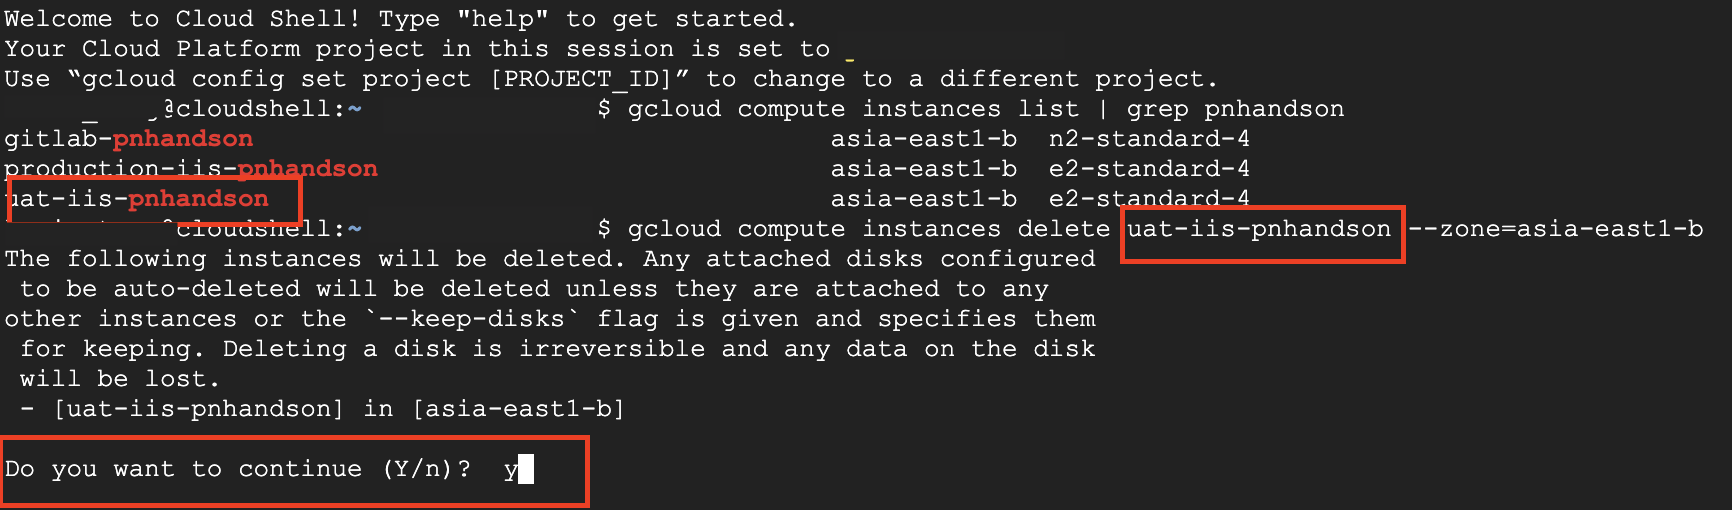 Welcome to Cloud Shell! Type "help" to get started.
Your Cloud Platform project in this session is set to
Use “gcloud config set project [PROJECT_ID]” to change to a different project.
@cloudshell:~ $ gcloud compute instances list | grep pnhandson
gitlab-pnhandson asia-east1-b n2-standard-4
production-iis-pnhandson asia-east1-b e2-standard-4
uat-iis-pnhandson asia-east1-b e2-standard-4
cloudshell:~ $ gcloud compute instances delete uat-iis-pnhandson --zone=asia-east1-b
The following instances will be deleted. Any attached disks configured
to be auto-deleted will be deleted unless they are attached to any
other instances or the `--keep-disks` flag is given and specifies them
for keeping. Deleting a disk is irreversible and any data on the disk
will be lost.
- [uat-iis-pnhandson] in [asia-east1-b]
Do you want to continue (Y/n)? y